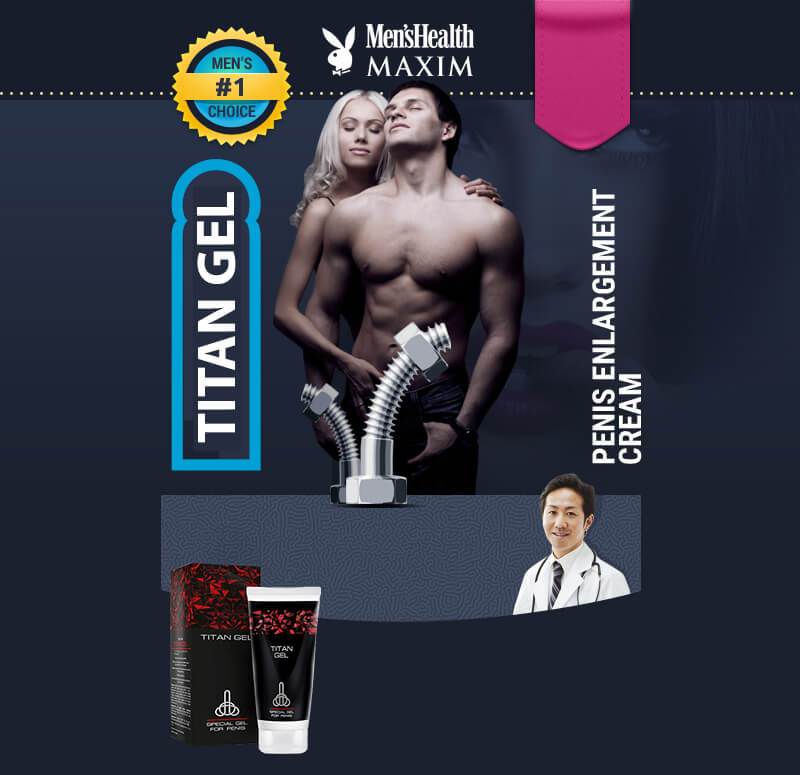 Men'sHealth
MAXIM
MEN'S
#1
CHOICE
TITAN GEL
PENIS ENLARGEMENT
CREAM
TITAN GEL
SPECIAL GEL
FOR PENIS
TITAN
GEL
SPECIAL GEL
FOR PENIS